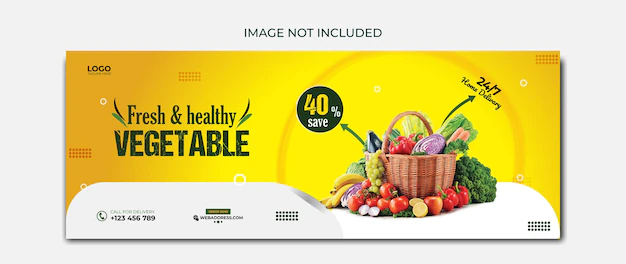 IMAGE NOT INCLUDED
LOGO
Fresh & healthy
VEGETABLE
40%
save
24/7
Home Delivery
CALL FOR DELIVERY
+123 456 789
WEBADDRESS.COM